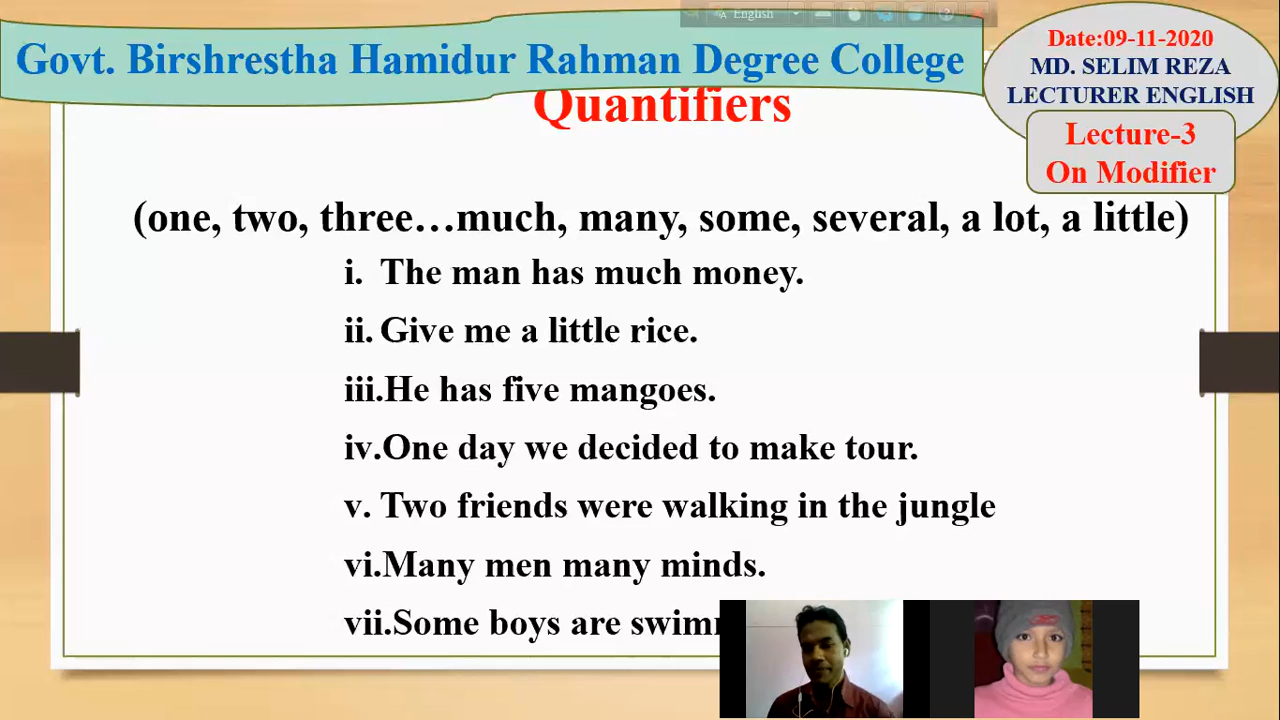 English
Govt. Birshrestha Hamidur Rahman Degree College
Date:09-11-2020
MD. SELIM REZA
LECTURER ENGLISH
Lecture-3
On Modifier
Quantifiers
(one, two, three…much, many, some, several, a lot, a little)
i. The man has much money.
ii. Give me a little rice.
iii.He has five mangoes.
iv.One day we decided to make tour.
v. Two friends were walking in the jungle
vi.Many men many minds.
vii.Some boys are